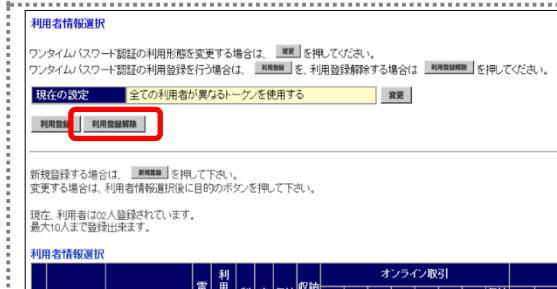 利用者情報選択
ワンタイムパスワード認証の利用形態を変更する場合は、 変更 を押してください。
ワンタイムパスワード認証の利用登録を行う場合は、 利用登録 を、利用登録解除する場合は 利用登録解除 を押してください。
現在の設定 全ての利用者が異なるトークンを使用する 変更
利用登録 利用登録解除
新規登録する場合は、 新規登録 を押して下さい。
変更する場合は、利用者情報選択後に目的のボタンを押して下さい。
現在、利用者は02人登録されています。
最大10人まで登録出来ます。
利用者情報選択
オンライン取引
利
電 用 収納